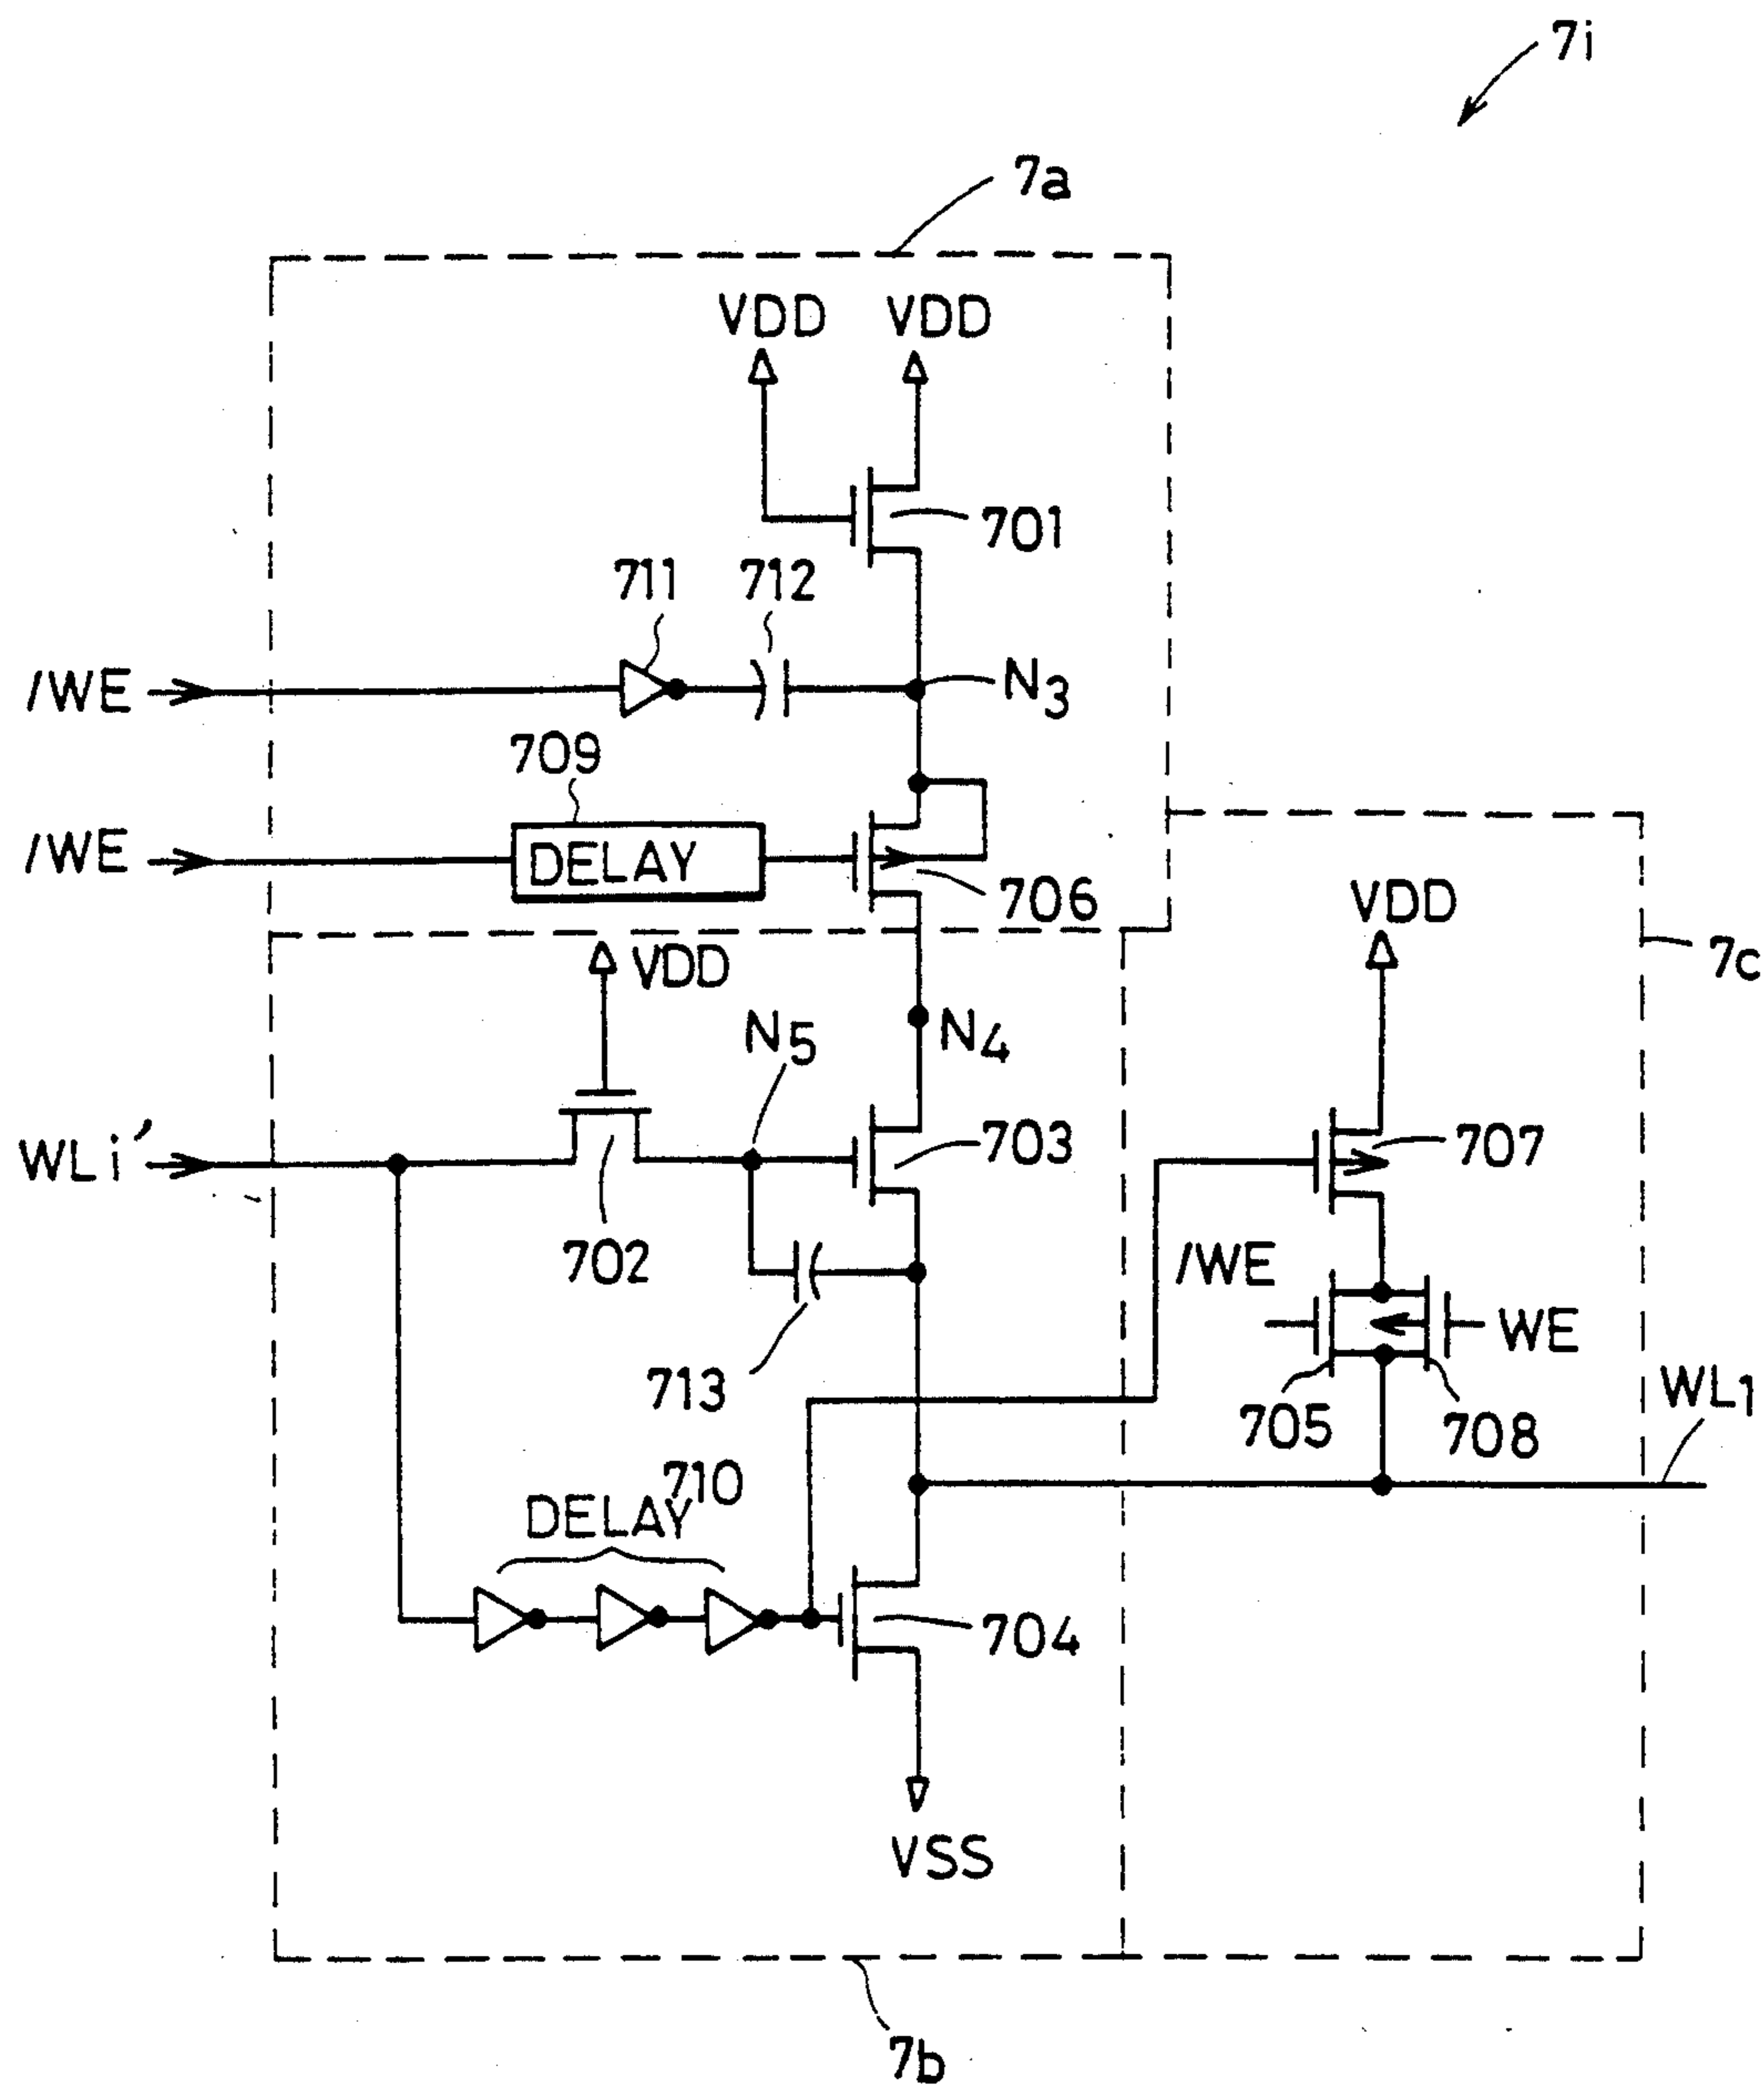 7i
7a
VDD VDD
701
711 712
/WE
N3
709
/WE
DELAY
706
VDD
7c
VDD
N5
N4
WLi′
703
707
702
/WE
WE
713
705
708
WL1
710
DELAY
704
VSS
7b